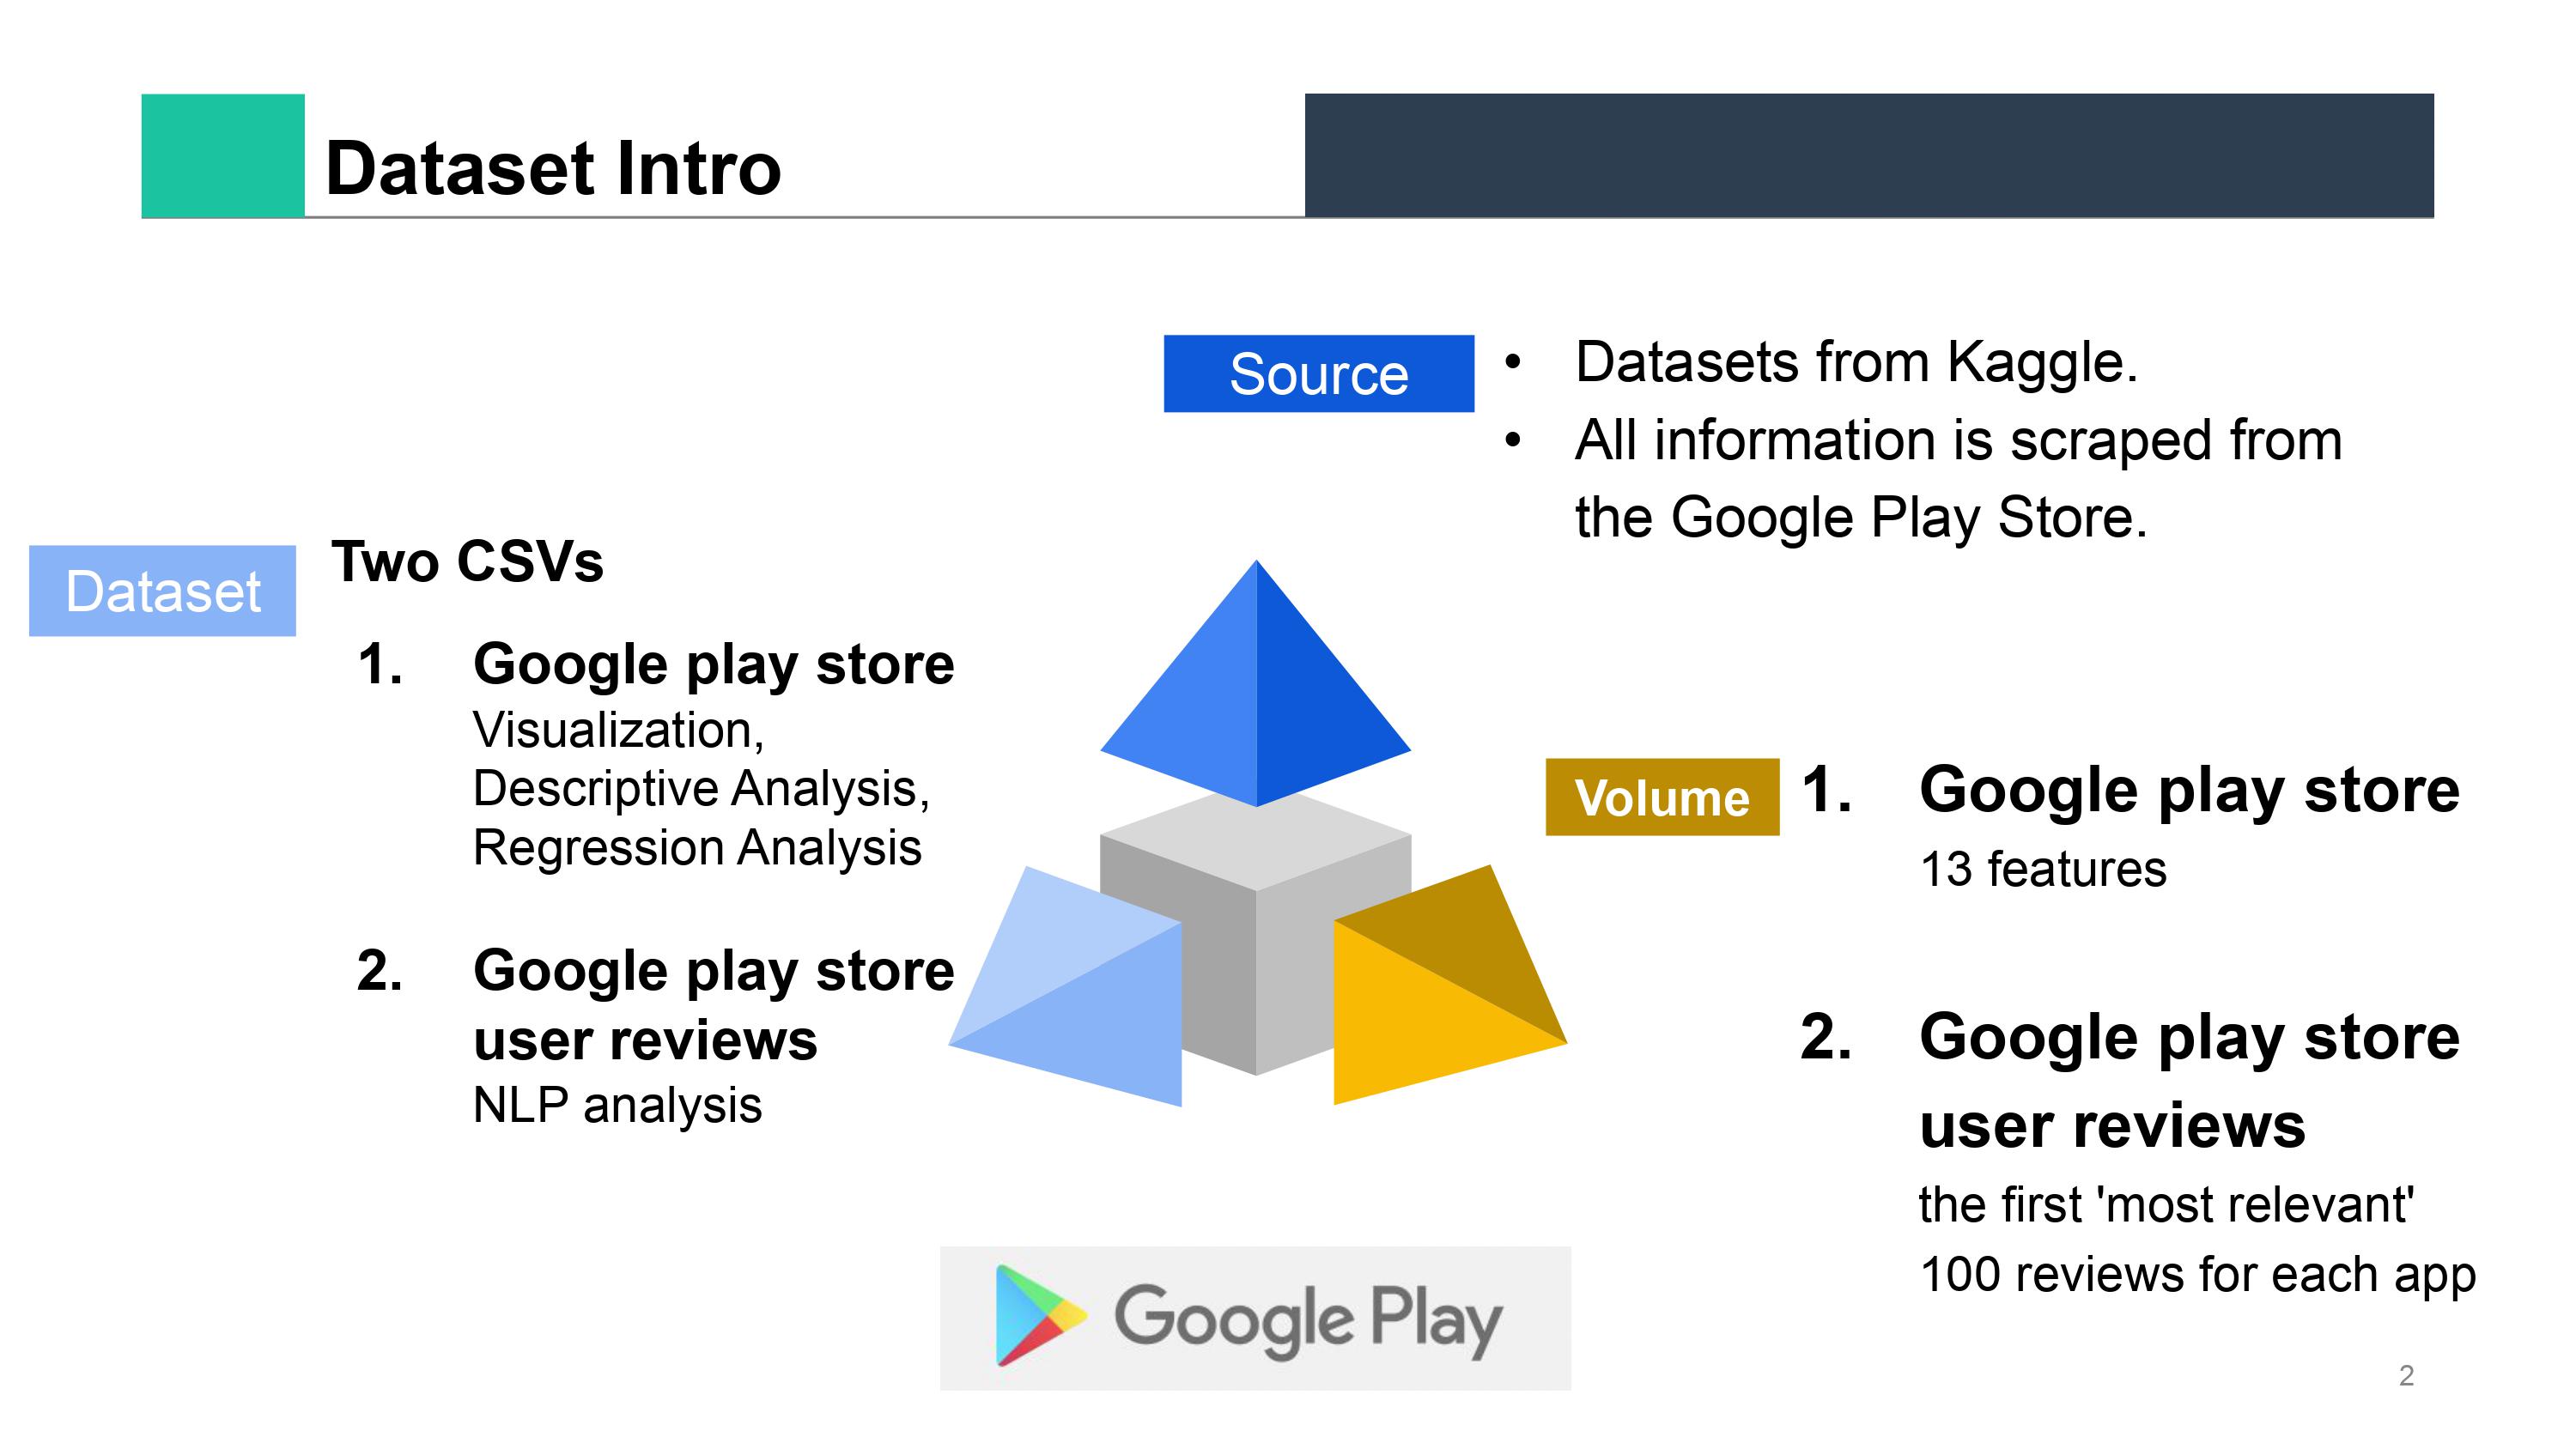 Dataset Intro
Source
• Datasets from Kaggle.
• All information is scraped from
the Google Play Store.
Dataset
Two CSVs
1. Google play store
Visualization,
Descriptive Analysis,
Regression Analysis
2. Google play store
user reviews
NLP analysis
Volume
1. Google play store
13 features
2. Google play store
user reviews
the first 'most relevant'
100 reviews for each app
Google Play
2